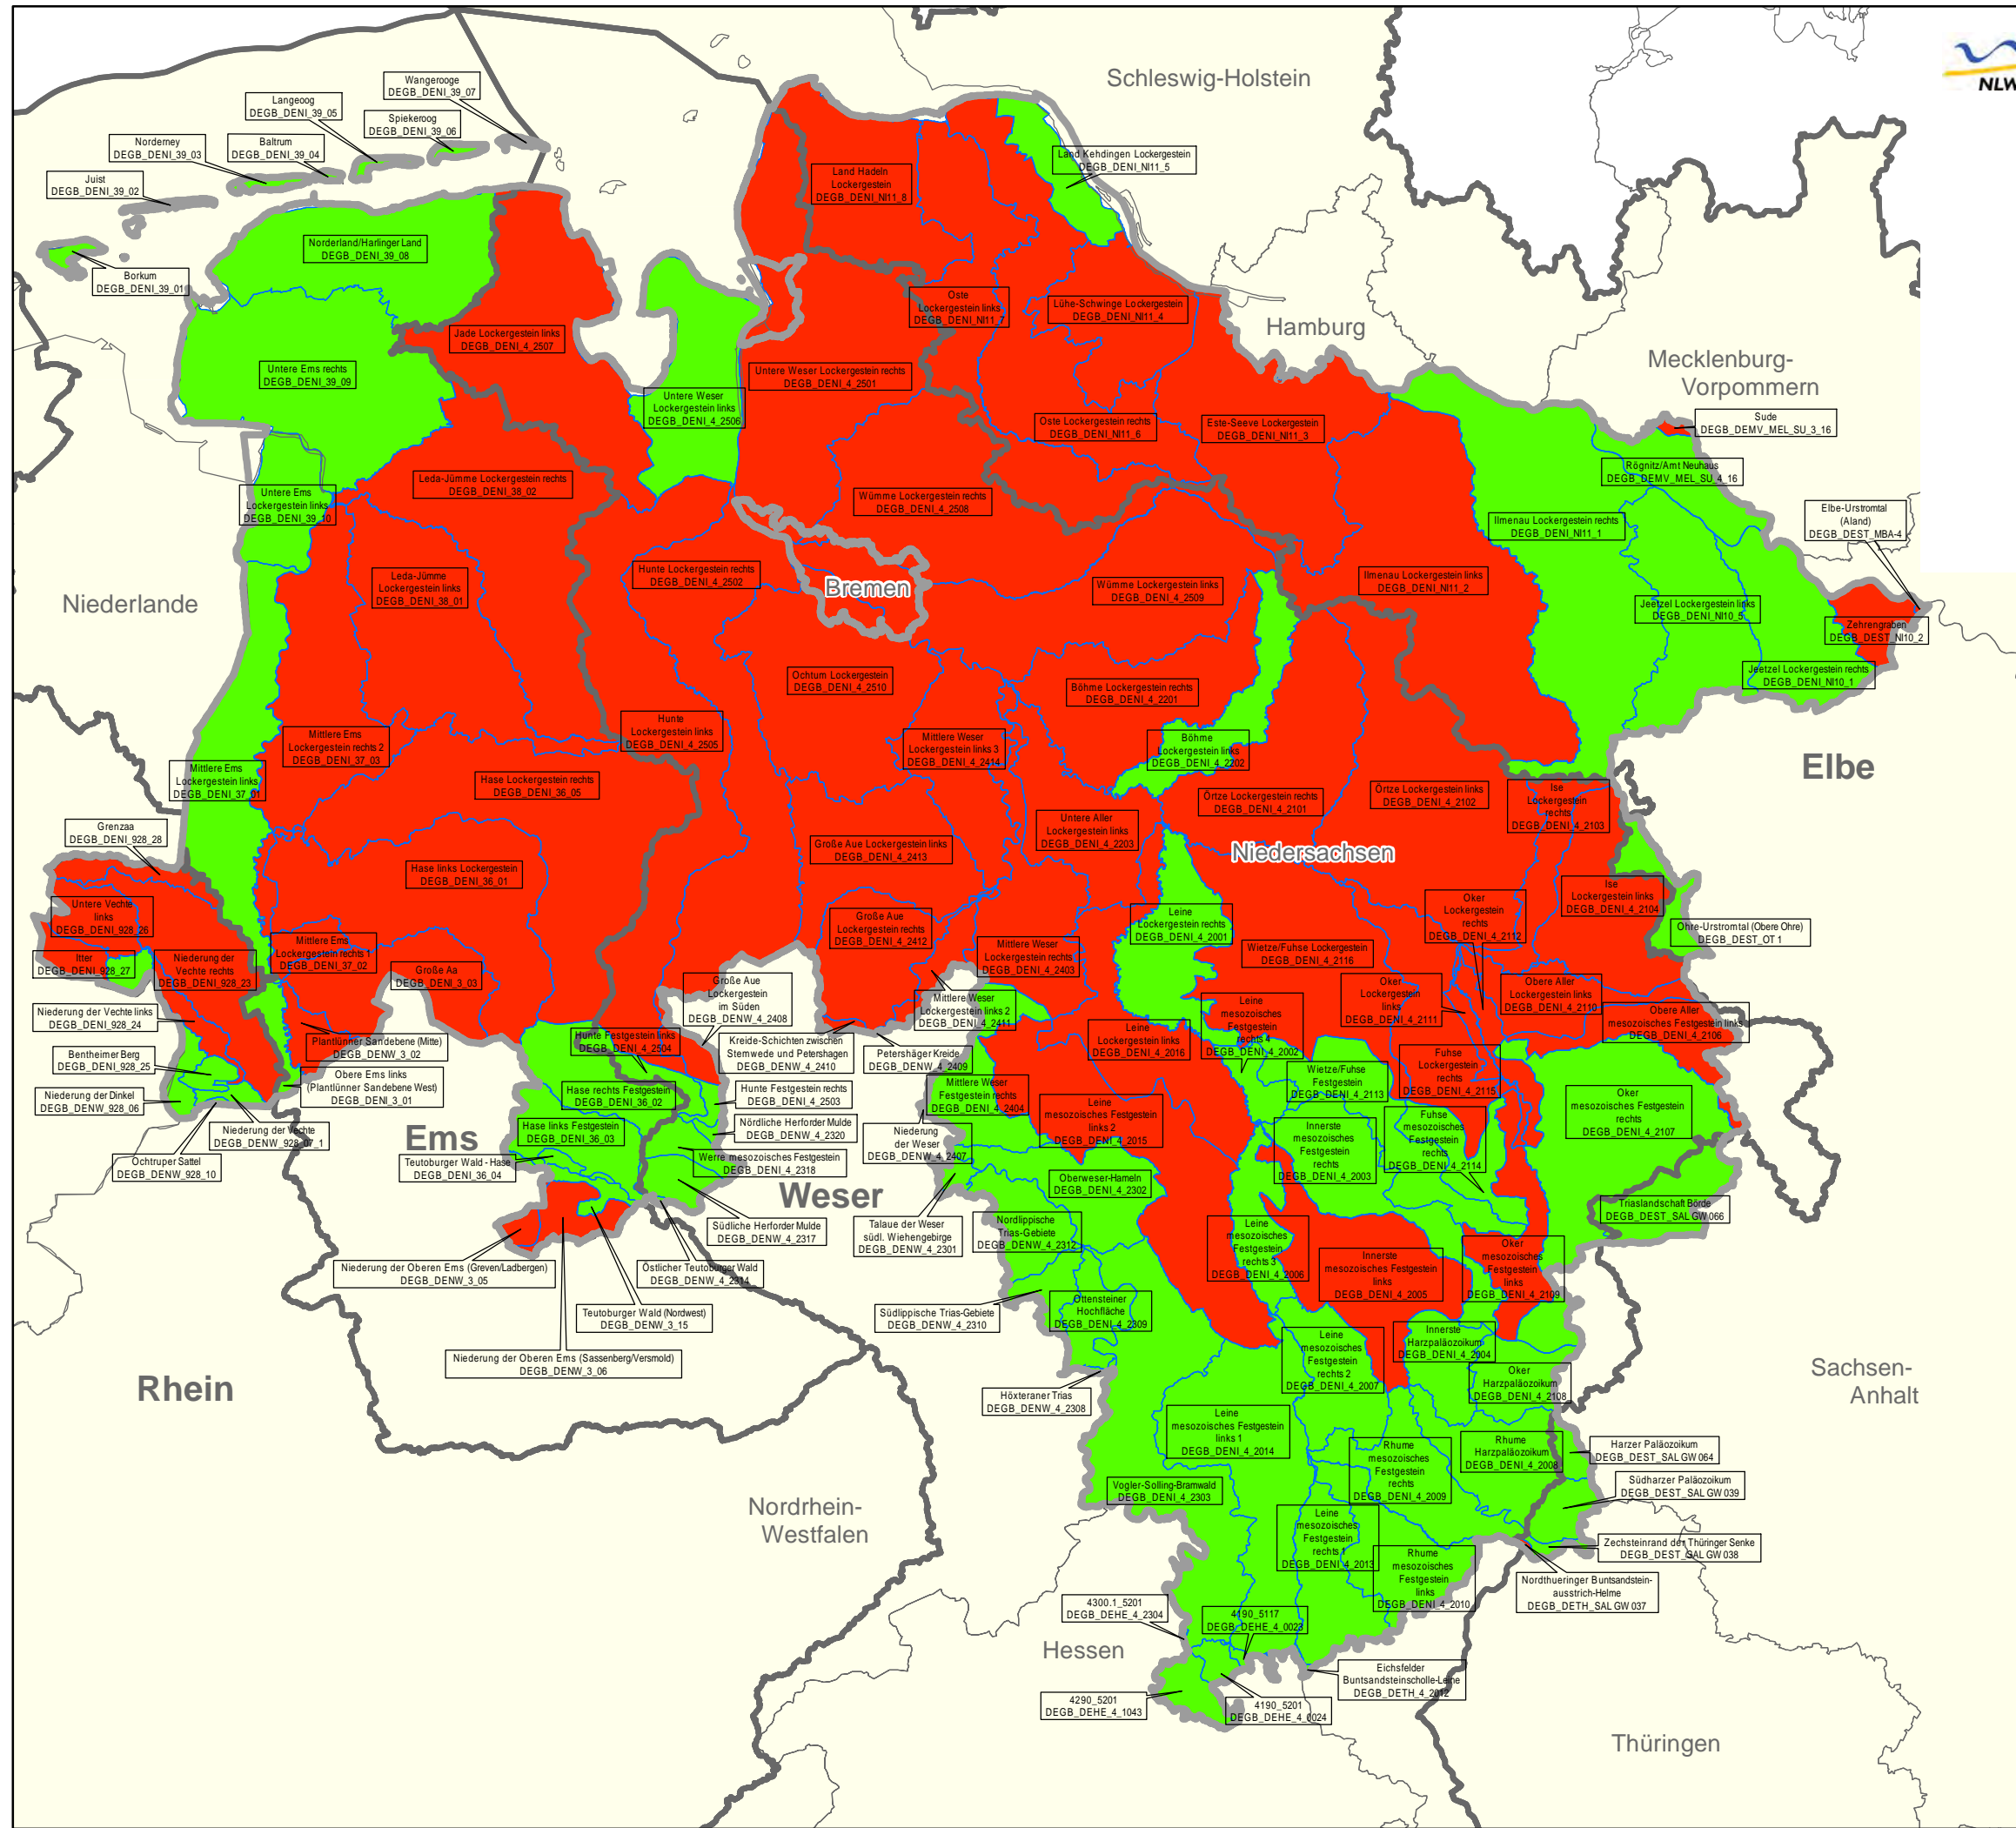 Schleswig-Holstein
NLW
Wangerooge
DEGB_DENI_39_07
Langeoog
DEGB_DENI_39_05
Spiekeroog
DEGB_DENI_39_06
Norderney
DEGB_DENI_39_03
Baltrum
DEGB_DENI_39_04
Juist
DEGB_DENI_39_02
Borkum
DEGB_DENI_39_01
Norderland/Harlinger Land
DEGB_DENI_39_08
Land Hadeln
Lockergestein
DEGB_DENI_NI11_8
Land Kehdingen Lockergestein
DEGB_DENI_NI11_5
Oste
Lockergestein links
DEGB_DENI_NI11_7
Lühe-Schwinge Lockergestein
DEGB_DENI_NI11_4
Hamburg
Mecklenburg-
Vorpommern
Jade Lockergestein links
DEGB_DENI_4_2507
Untere Ems rechts
DEGB_DENI_39_09
Untere Weser Lockergestein rechts
DEGB_DENI_4_2501
Untere Weser
Lockergestein links
DEGB_DENI_4_2506
Oste Lockergestein rechts
DEGB_DENI_NI11_6
Este-Seeve Lockergestein
DEGB_DENI_NI11_3
Sude
DEGB_DEMV_MEL_SU_3_16
Rögnitz/Amt Neuhaus
DEGB_DEMV_MEL_SU_4_16
Leda-Jümme Lockergestein rechts
DEGB_DENI_38_02
Untere Ems
Lockergestein links
DEGB_DENI_39_10
Wümme Lockergestein rechts
DEGB_DENI_4_2508
Ilmenau Lockergestein rechts
DEGB_DENI_NI11_1
Elbe-Urstromtal
(Aland)
DEGB_DEST_MBA-4
Niederlande
Leda-Jümme
Lockergestein links
DEGB_DENI_38_01
Hunte Lockergestein rechts
DEGB_DENI_4_2502
Bremen
Wümme Lockergestein links
DEGB_DENI_4_2509
Ilmenau Lockergestein links
DEGB_DENI_NI11_2
Jeetzel Lockergestein links
DEGB_DENI_NI10_5
Zehrengraben
DEGB_DEST_NI10_2
Jeetzel Lockergestein rechts
DEGB_DENI_NI10_1
Ochtum Lockergestein
DEGB_DENI_4_2510
Böhme Lockergestein rechts
DEGB_DENI_4_2201
Mittlere Ems
Lockergestein rechts 2
DEGB_DENI_37_03
Hunte
Lockergestein links
DEGB_DENI_4_2505
Mittlere Weser
Lockergestein links 3
DEGB_DENI_4_2414
Böhme
Lockergestein links
DEGB_DENI_4_2202
Elbe
Mittlere Ems
Lockergestein links
DEGB_DENI_37_01
Hase Lockergestein rechts
DEGB_DENI_36_05
Örtze Lockergestein rechts
DEGB_DENI_4_2101
Örtze Lockergestein links
DEGB_DENI_4_2102
Ise
Lockergestein
rechts
DEGB_DENI_4_2103
Grenzaa
DEGB_DENI_928_28
Untere Aller
Lockergestein links
DEGB_DENI_4_2203
Große Aue Lockergestein links
DEGB_DENI_4_2413
Niedersachsen
Hase links Lockergestein
DEGB_DENI_36_01
Ise
Lockergestein links
DEGB_DENI_4_2104
Untere Vechte
links
DEGB_DENI_928_26
Große Aue
Lockergestein rechts
DEGB_DENI_4_2412
Leine
Lockergestein rechts
DEGB_DENI_4_2001
Oker
Lockergestein
rechts
DEGB_DENI_4_2112
Ohre-Urstromtal (Obere Ohre)
DEGB_DEST_OT 1
Itter
DEGB_DENI_928_27
Niederung der
Vechte rechts
DEGB_DENI_928_23
Mittlere Ems
Lockergestein rechts 1
DEGB_DENI_37_02
Große Aa
DEGB_DENI_3_03
Mittlere Weser
Lockergestein
rechts
DEGB_DENI_4_2403
Wietze/Fuhse Lockergestein
DEGB_DENI_4_2116
Große Aue
Lockergestein
im Süden
DEGB_DENW_4_2408
Mittlere Weser
Lockergestein links 2
DEGB_DENI_4_2411
Leine
mesozoisches
Festgestein
rechts 4
DEGB_DENI_4_2002
Oker
Lockergestein
links
DEGB_DENI_4_2111
Obere Aller
Lockergestein links
DEGB_DENI_4_2110
Obere Aller
mesozoisches Festgestein links
DEGB_DENI_4_2106
Niederung der Vechte links
DEGB_DENI_928_24
Plantlünner Sandebene (Mitte)
DEGB_DENW_3_02
Hunte Festgestein links
DEGB_DENI_4_2504
Kreide-Schichten zwischen
Stemwede und Petershagen
DEGB_DENW_4_2410
Petershäger Kreide
DEGB_DENW_4_2409
Leine
Lockergestein links
DEGB_DENI_4_2016
Fuhse
Lockergestein
rechts
DEGB_DENI_4_2115
Bentheimer Berg
DEGB_DENI_928_25
Obere Ems links
(Plantlünner Sandebene West)
DEGB_DENI_3_01
Hase rechts Festgestein
DEGB_DENI_36_02
Hunte Festgestein rechts
DEGB_DENI_4_2503
Mittlere Weser
Festgestein rechts
DEGB_DENI_4_2404
Wietze/Fuhse
Festgestein
DEGB_DENI_4_2113
Oker
mesozoisches Festgestein
rechts
DEGB_DENI_4_2107
Niederung der Dinkel
DEGB_DENW_928_06
Niederung der Vechte
DEGB_DENW_928_07_1
Ochtruper Sattel
DEGB_DENW_928_10
Ems
Hase links Festgestein
DEGB_DENI_36_03
Nördliche Herforder Mulde
DEGB_DENW_4_2320
Niederung
der Weser
DEGB_DENW_4_2407
Leine
mesozoisches Festgestein
links 2
DEGB_DENI_4_2015
Innerste
mesozoisches
Festgestein
rechts
DEGB_DENI_4_2003
Fuhse
mesozoisches
Festgestein
rechts
DEGB_DENI_4_2114
Teutoburger Wald - Hase
DEGB_DENI_36_04
Werre mesozoisches Festgestein
DEGB_DENI_4_2318
Weser
Oberweser-Hameln
DEGB_DENI_4_2302
Triaslandschaft Börde
DEGB_DEST_SAL GW 066
Südliche Herforder Mulde
DEGB_DENW_4_2317
Talaue der Weser
südl. Wiehengebirge
DEGB_DENW_4_2301
Nordlippische
Trias-Gebiete
DEGB_DENW_4_2312
Leine
mesozoisches
Festgestein
rechts 3
DEGB_DENI_4_2006
Innerste
mesozoisches Festgestein
links
DEGB_DENI_4_2005
Oker
mesozoisches
Festgestein
links
DEGB_DENI_4_2109
Niederung der Oberen Ems (Greven/Ladbergen)
DEGB_DENW_3_05
Östlicher Teutoburger Wald
DEGB_DENW_4_2314
Teutoburger Wald (Nordwest)
DEGB_DENW_3_15
Südlippische Trias-Gebiete
DEGB_DENW_4_2310
Ottensteiner
Hochfläche
DEGB_DENI_4_2309
Niederung der Oberen Ems (Sassenberg/Versmold)
DEGB_DENW_3_06
Leine
mesozoisches
Festgestein
rechts 2
DEGB_DENI_4_2007
Innerste
Harzpaläozoikum
DEGB_DENI_4_2004
Oker
Harzpaläozoikum
DEGB_DENI_4_2108
Rhein
Höxteraner Trias
DEGB_DENW_4_2308
Sachsen-
Anhalt
Leine
mesozoisches Festgestein
links 1
DEGB_DENI_4_2014
Rhume
mesozoisches
Festgestein
rechts
DEGB_DENI_4_2009
Rhume
Harzpaläozoikum
DEGB_DENI_4_2008
Harzer Paläozoikum
DEGB_DEST_SAL GW 064
Südharzer Paläozoikum
DEGB_DEST_SAL GW 039
Vogler-Solling-Bramwald
DEGB_DENI_4_2303
Nordrhein-
Westfalen
Leine
mesozoisches
Festgestein
rechts 1
DEGB_DENI_4_2013
Rhume
mesozoisches
Festgestein
links
DEGB_DENI_4_2010
Zechsteinrand der Thüringer Senke
DEGB_DEST_SAL GW 038
Nordthueringer Buntsandstein-
ausstrich-Helme
DEGB_DETH_SAL GW 037
4300.1_5201
DEGB_DEHE_4_2304
4190_5117
DEGB_DEHE_4_0023
Hessen
Eichsfelder
Buntsandsteinscholle-Leine
DEGB_DETH_4_2012
4290_5201
DEGB_DEHE_4_1043
4190_5201
DEGB_DEHE_4_0024
Thüringen